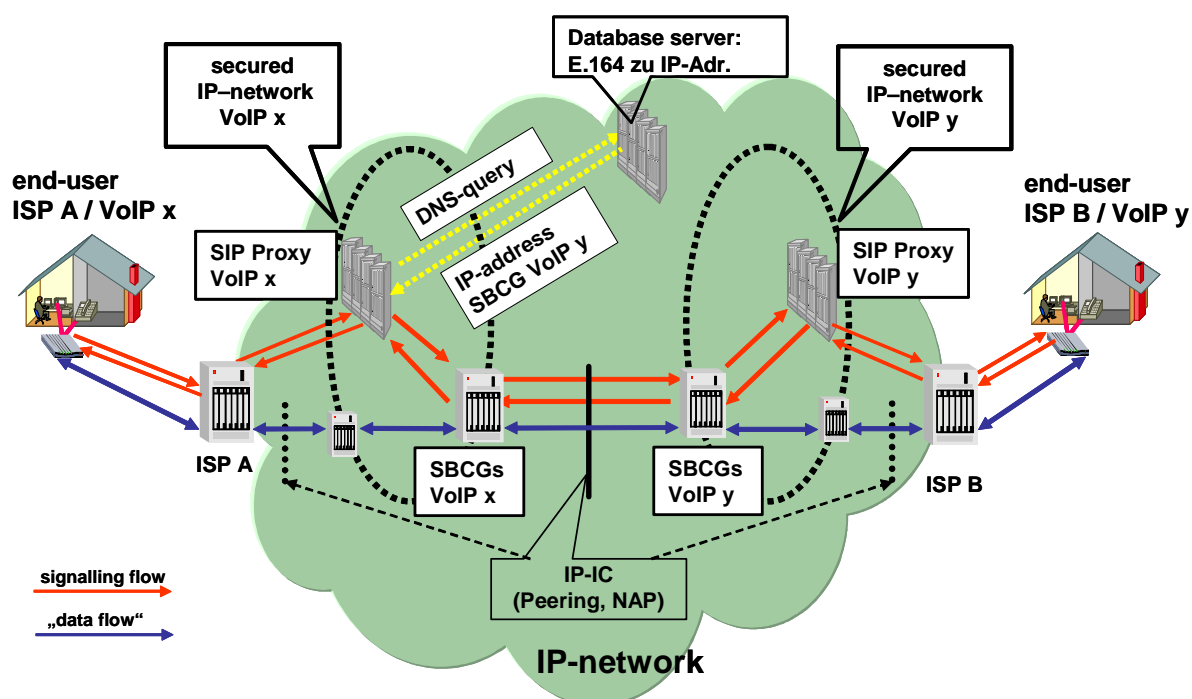 secured
IP–network
VoIP x
Database server:
E.164 zu IP-Adr.
secured
IP–network
VoIP y
end-user
ISP A / VoIP x
end-user
ISP B / VoIP y
DNS-query
IP-address
SBCG VoIP y
SIP Proxy
VoIP x
SIP Proxy
VoIP y
ISP A
SBCGs
VoIP x
SBCGs
VoIP y
ISP B
IP-IC
(Peering, NAP)
signalling flow
„data flow“
IP-network